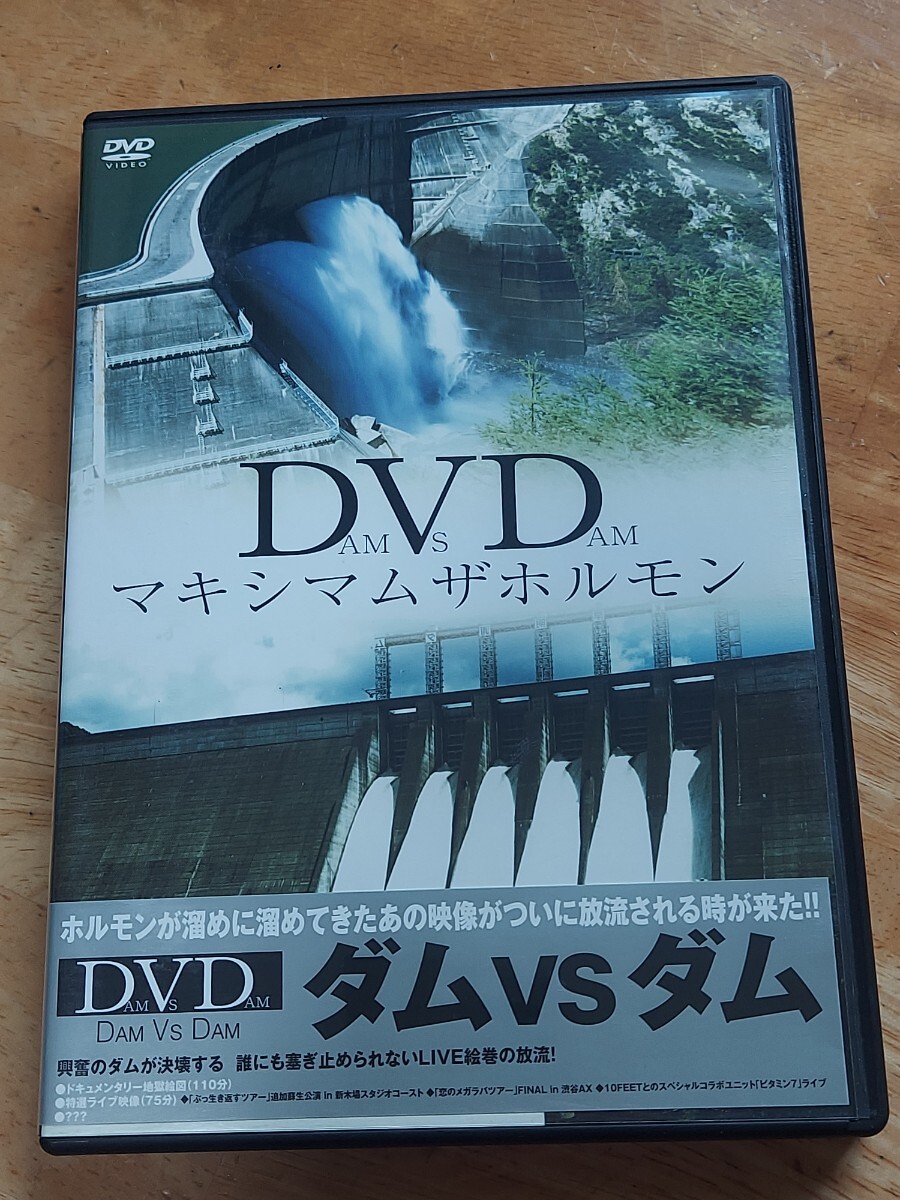 DVD
VIDEO
DAM VS DAM
マキシマムザホルモン
ホルモンが溜めに溜めてきたあの映像がついに放流される時が来た!!
DAM VS DAM
DAM VS DAM
ダムVSダム
興奮のダムが決壊する 誰にも塞ぎ止められないLIVE絵巻の放流!
●ドキュメンタリー地獄絵図(110分)
●特選ライブ映像(75分) ◆「ぶっ生き返すツアー」追加蘇生公演 in 新木場スタジオコースト ◆「恋のメガラバツアー」FINAL in 渋谷AX ◆10FEETとのスペシャルコラボユニット「ビタミン7」ライブ
●???